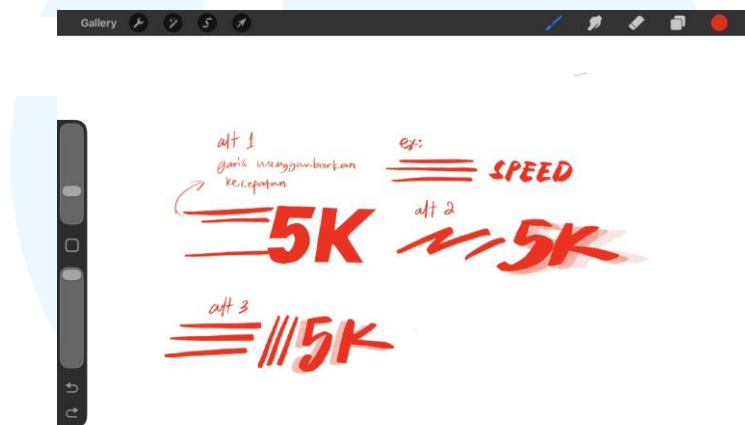 Gallery
alt 1
garis menggambarkan
kecepatan
ex:
SPEED
5K
alt 2
5K
alt 3
5K